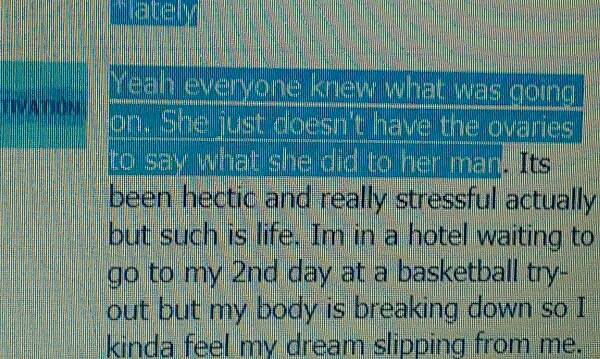 *lately
Yeah everyone knew what was going
TIVATION
on. She just doesn't have the ovaries
to say what she did to her man. Its
been hectic and really stressful actually
but such is life. Im in a hotel waiting to
go to my 2nd day at a basketball try-
out but my body is breaking down so I
kinda feel my dream slipping from me.